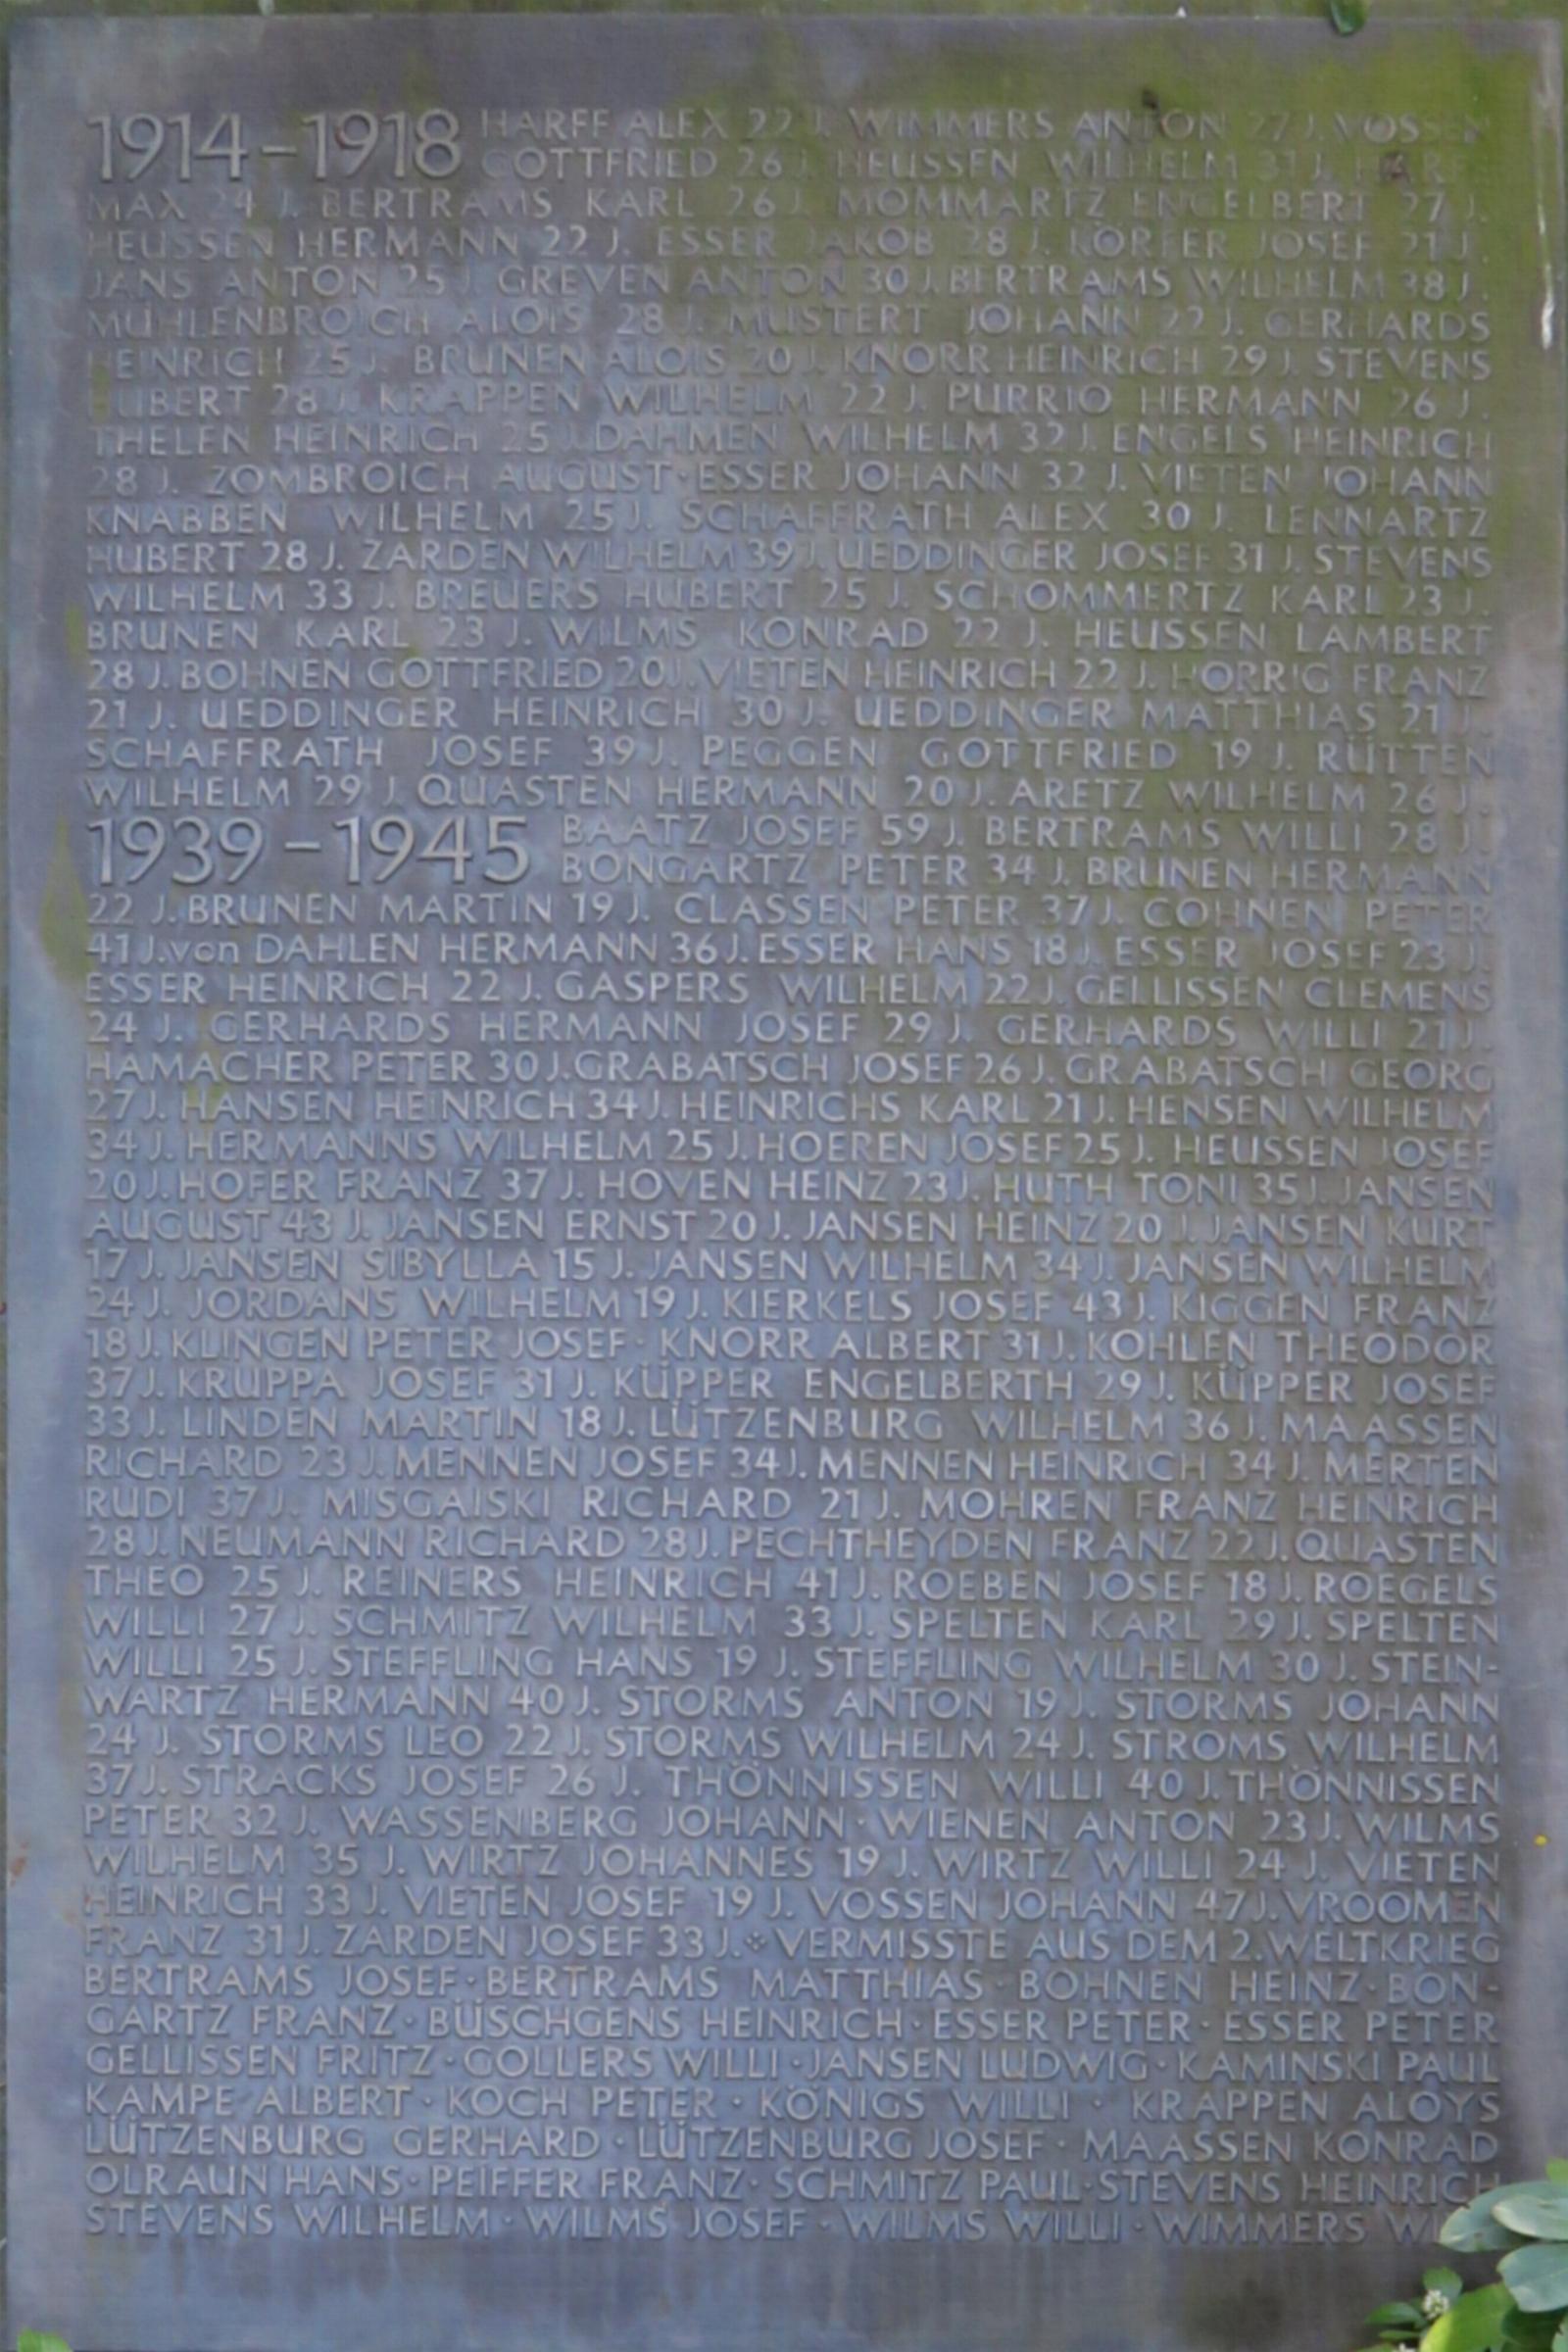 1914–1918 HARFF ALEX 22 J. WIMMERS ANTON 27 J. VOSSEN
GOTTFRIED 26 J. HEUSSEN WILHELM 31 J.
MAX 24 J. BERTRAMS KARL 26 J. MOMMARTZ ENGELBERT 27 J.
HEUSSEN HERMANN 22 J. ESSER JAKOB 28 J. KÖRFER JOSEF 21 J.
JANS ANTON 25 J. GREVEN ANTON 30 J. BERTRAMS WILHELM 38 J.
MÜHLENBROICH ALOIS 28 J. MUSTERT JOHANN 22 J. GERHARDS
HEINRICH 25 J. BRUNEN ALOIS 20 J. KNORR HEINRICH 29 J. STEVENS
HUBERT 28 J. KRAPPEN WILHELM 22 J. PURRIO HERMANN 26 J.
THELEN HEINRICH 25 J. DAHMEN WILHELM 32 J. ENGELS HEINRICH
28 J. ZOMBROICH AUGUST · ESSER JOHANN 32 J. VIETEN JOHANN
KNABBEN WILHELM 25 J. SCHAFFRATH ALEX 30 J. LENNARTZ
HUBERT 28 J. ZARDEN WILHELM 39 J. UEDDINGER JOSEF 31 J. STEVENS
WILHELM 33 J. BREUERS HUBERT 25 J. SCHOMMERTZ KARL 23 J.
BRUNEN KARL 23 J. WILMS KONRAD 22 J. HEUSSEN LAMBERT
28 J. BOHNEN GOTTFRIED 20 J. VIETEN HEINRICH 22 J. HORRIG FRANZ
21 J. UEDDINGER HEINRICH 30 J. UEDDINGER MATTHIAS 21 J.
SCHAFFRATH JOSEF 39 J. PEGGEN GOTTFRIED 19 J. RÜTTEN
WILHELM 29 J. QUASTEN HERMANN 20 J. ARETZ WILHELM 26 J.
1939–1945 BAATZ JOSEF 59 J. BERTRAMS WILLI 28 J.
BONGARTZ PETER 34 J. BRUNEN HERMANN
22 J. BRUNEN MARTIN 19 J. CLASSEN PETER 37 J. COHNEN PETER
41 J. von DAHLEN HERMANN 36 J. ESSER HANS 18 J. ESSER JOSEF 23 J.
ESSER HEINRICH 22 J. GASPERS WILHELM 22 J. GELLISSEN CLEMENS
24 J. GERHARDS HERMANN JOSEF 29 J. GERHARDS WILLI 21 J.
HAMACHER PETER 30 J. GRABATSCH JOSEF 26 J. GRABATSCH GEORG
27 J. HANSEN HEINRICH 34 J. HEINRICHS KARL 21 J. HENSEN WILHELM
34 J. HERMANNS WILHELM 25 J. HOEREN JOSEF 25 J. HEUSSEN JOSEF
20 J. HOFER FRANZ 37 J. HOVEN HEINZ 23 J. HUTH TONI 35 J. JANSEN
AUGUST 43 J. JANSEN ERNST 20 J. JANSEN HEINZ 20 J. JANSEN KURT
17 J. JANSEN SIBYLLA 15 J. JANSEN WILHELM 34 J. JANSEN WILHELM
24 J. JORDANS WILHELM 19 J. KIERKELS JOSEF 43 J. KIGGEN FRANZ
18 J. KLINGEN PETER JOSEF · KNORR ALBERT 31 J. KOHLEN THEODOR
37 J. KRUPPA JOSEF 31 J. KÜPPER ENGELBERTH 29 J. KÜPPER JOSEF
33 J. LINDEN MARTIN 18 J. LÜTZENBURG WILHELM 36 J. MAASSEN
RICHARD 23 J. MENNEN JOSEF 34 J. MENNEN HEINRICH 34 J. MERTEN
RUDI 37 J. MISGAISKI RICHARD 21 J. MOHREN FRANZ HEINRICH
28 J. NEUMANN RICHARD 28 J. PECHTHEYDEN FRANZ 22 J. QUASTEN
THEO 25 J. REINERS HEINRICH 41 J. ROEBEN JOSEF 18 J. ROEGELS
WILLI 27 J. SCHMITZ WILHELM 33 J. SPELTEN KARL 29 J. SPELTEN
WILLI 25 J. STEFFLING HANS 19 J. STEFFLING WILHELM 30 J. STEIN-
WARTZ HERMANN 40 J. STORMS ANTON 19 J. STORMS JOHANN
24 J. STORMS LEO 22 J. STORMS WILHELM 24 J. STROMS WILHELM
37 J. STRACKS JOSEF 26 J. THÖNNISSEN WILLI 40 J. THÖNNISSEN
PETER 32 J. WASSENBERG JOHANN · WIENEN ANTON 23 J. WILMS
WILHELM 35 J. WIRTZ JOHANNES 19 J. WIRTZ WILLI 24 J. VIETEN
HEINRICH 33 J. VIETEN JOSEF 19 J. VOSSEN JOHANN 47 J. VROOMEN
FRANZ 31 J. ZARDEN JOSEF 33 J. ❖ VERMISSTE AUS DEM 2. WELTKRIEG
BERTRAMS JOSEF · BERTRAMS MATTHIAS · BOHNEN HEINZ · BON-
GARTZ FRANZ · BÜSCHGENS HEINRICH · ESSER PETER · ESSER PETER
GELLISSEN FRITZ · GOLLERS WILLI · JANSEN LUDWIG · KAMINSKI PAUL
KAMPE ALBERT · KOCH PETER · KÖNIGS WILLI · KRAPPEN ALOYS
LÜTZENBURG GERHARD · LÜTZENBURG JOSEF · MAASSEN KONRAD
OLRAUN HANS · PEIFFER FRANZ · SCHMITZ PAUL · STEVENS HEINRICH
STEVENS WILHELM · WILMS JOSEF · WILMS WILLI · WIMMERS